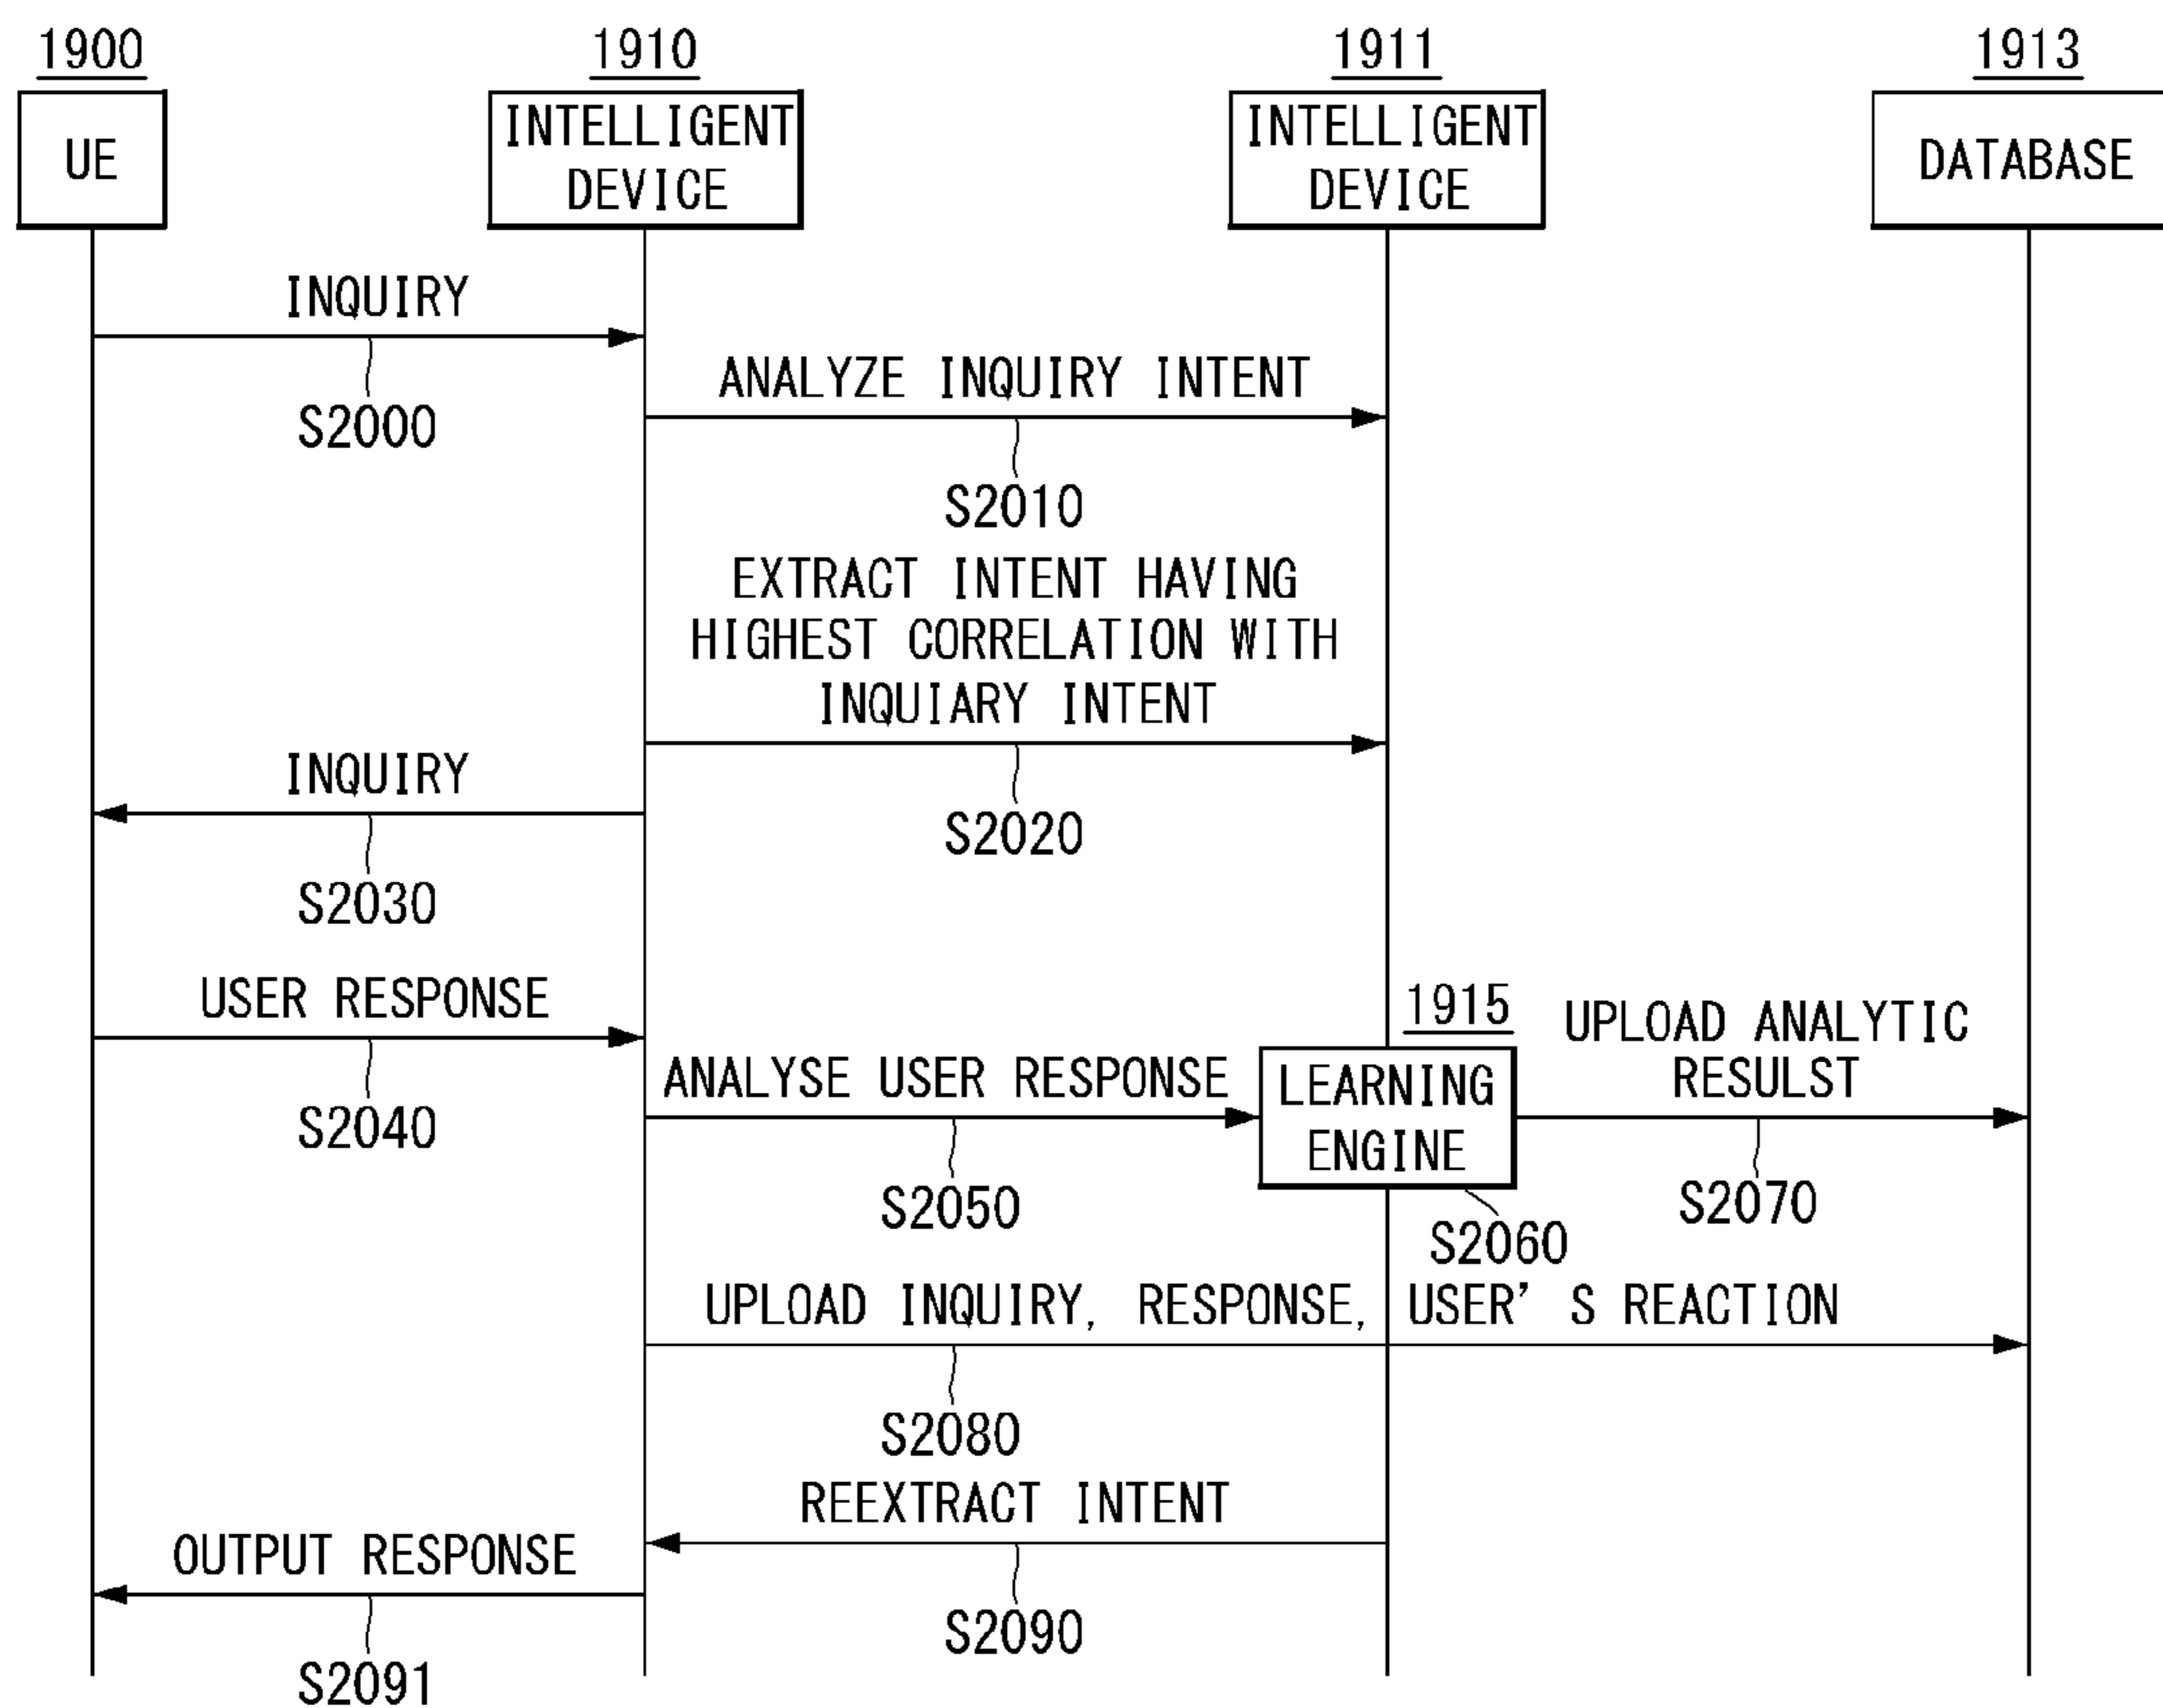 1900
1910
1911
1913
UE
INTELLIGENT
DEVICE
INTELLIGENT
DEVICE
DATABASE
INQUIRY
S2000
ANALYZE INQUIRY INTENT
S2010
EXTRACT INTENT HAVING
HIGHEST CORRELATION WITH
INQUIARY INTENT
S2020
INQUIRY
S2030
USER RESPONSE
S2040
ANALYSE USER RESPONSE
S2050
1915
LEARNING
ENGINE
S2060
UPLOAD ANALYTIC
RESULST
S2070
UPLOAD INQUIRY, RESPONSE, USER' S REACTION
S2080
REEXTRACT INTENT
S2090
OUTPUT RESPONSE
S2091